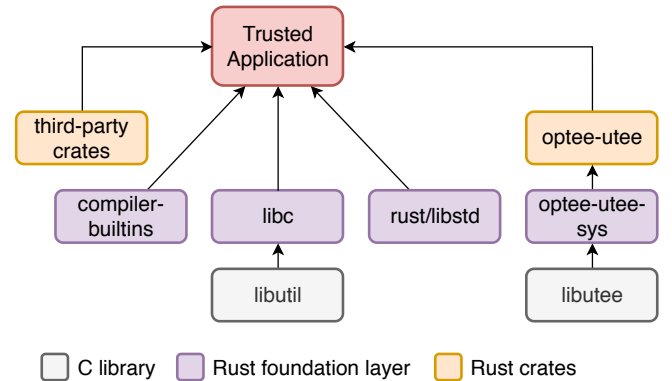 Trusted
Application
third-party
crates
optee-utee
compiler-
builtins
libc
rust/libstd
optee-utee-
sys
libutil
libutee
C library
Rust foundation layer
Rust crates